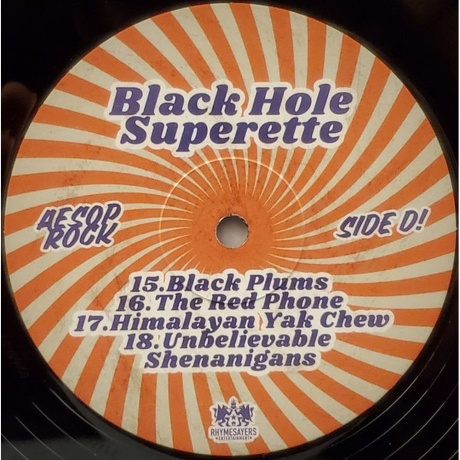 Black Hole
Superette
AESOP
ROCK
SIDE D!
15.Black Plums
16.The Red Phone
17.Himalayan Yak Chew
18.Unbelievable
Shenanigans
RHYMESAYERS
ENTERTAINMENT